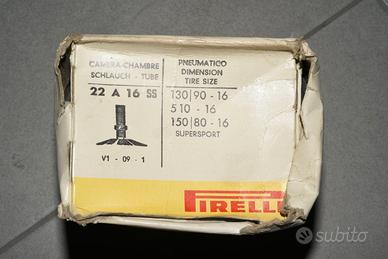 CAMERA-CHAMBRE
SCHLAUCH - TUBE
22 A 16 SS
V1 - 09 - 1
PNEUMATICO
DIMENSION
TIRE SIZE
130|90 - 16
510 - 16
150|80 - 16
SUPERSPORT
PIRELLI
subito